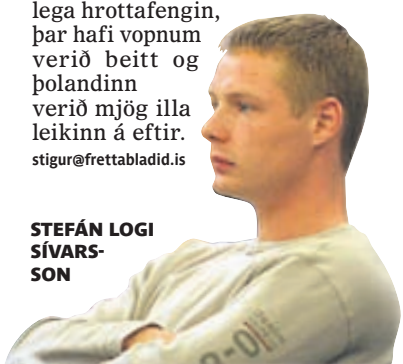 lega hrottafengin,
þar hafi vopnum
verið beitt og
þolandinn
verið mjög illa
leikinn á eftir.
stigur@frettabladid.is
STEFÁN LOGI
SÍVARS-
SON